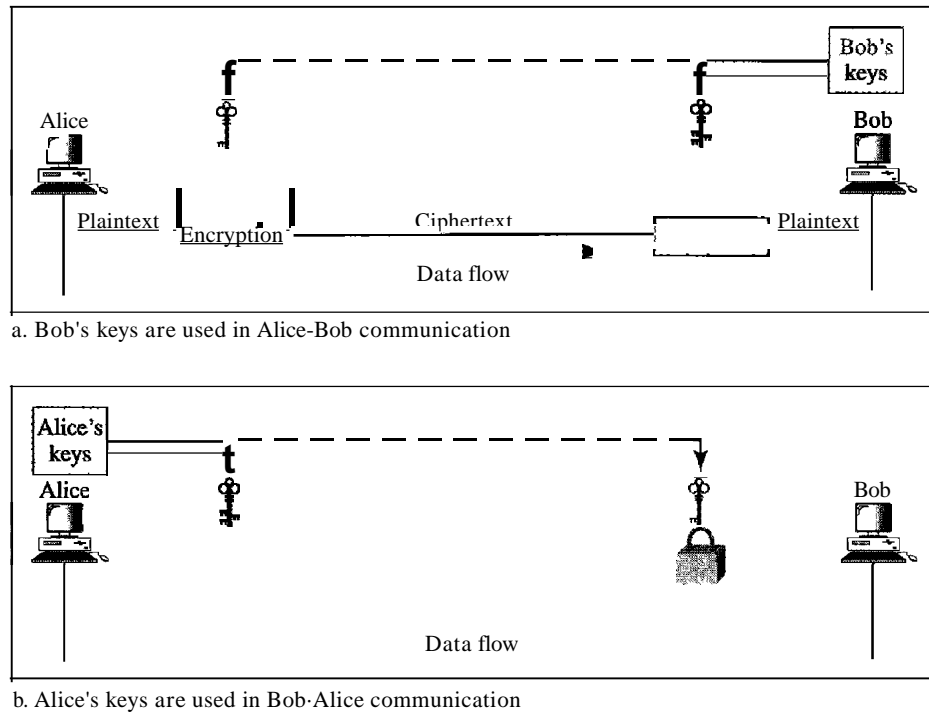 Bob's
keys
Alice
Bob
Plaintext
Encryption
Ciphertext
Plaintext
Data flow
a. Bob's keys are used in Alice-Bob communication
Alice's
keys
Alice
Bob
Data flow
b. Alice's keys are used in Bob·Alice communication